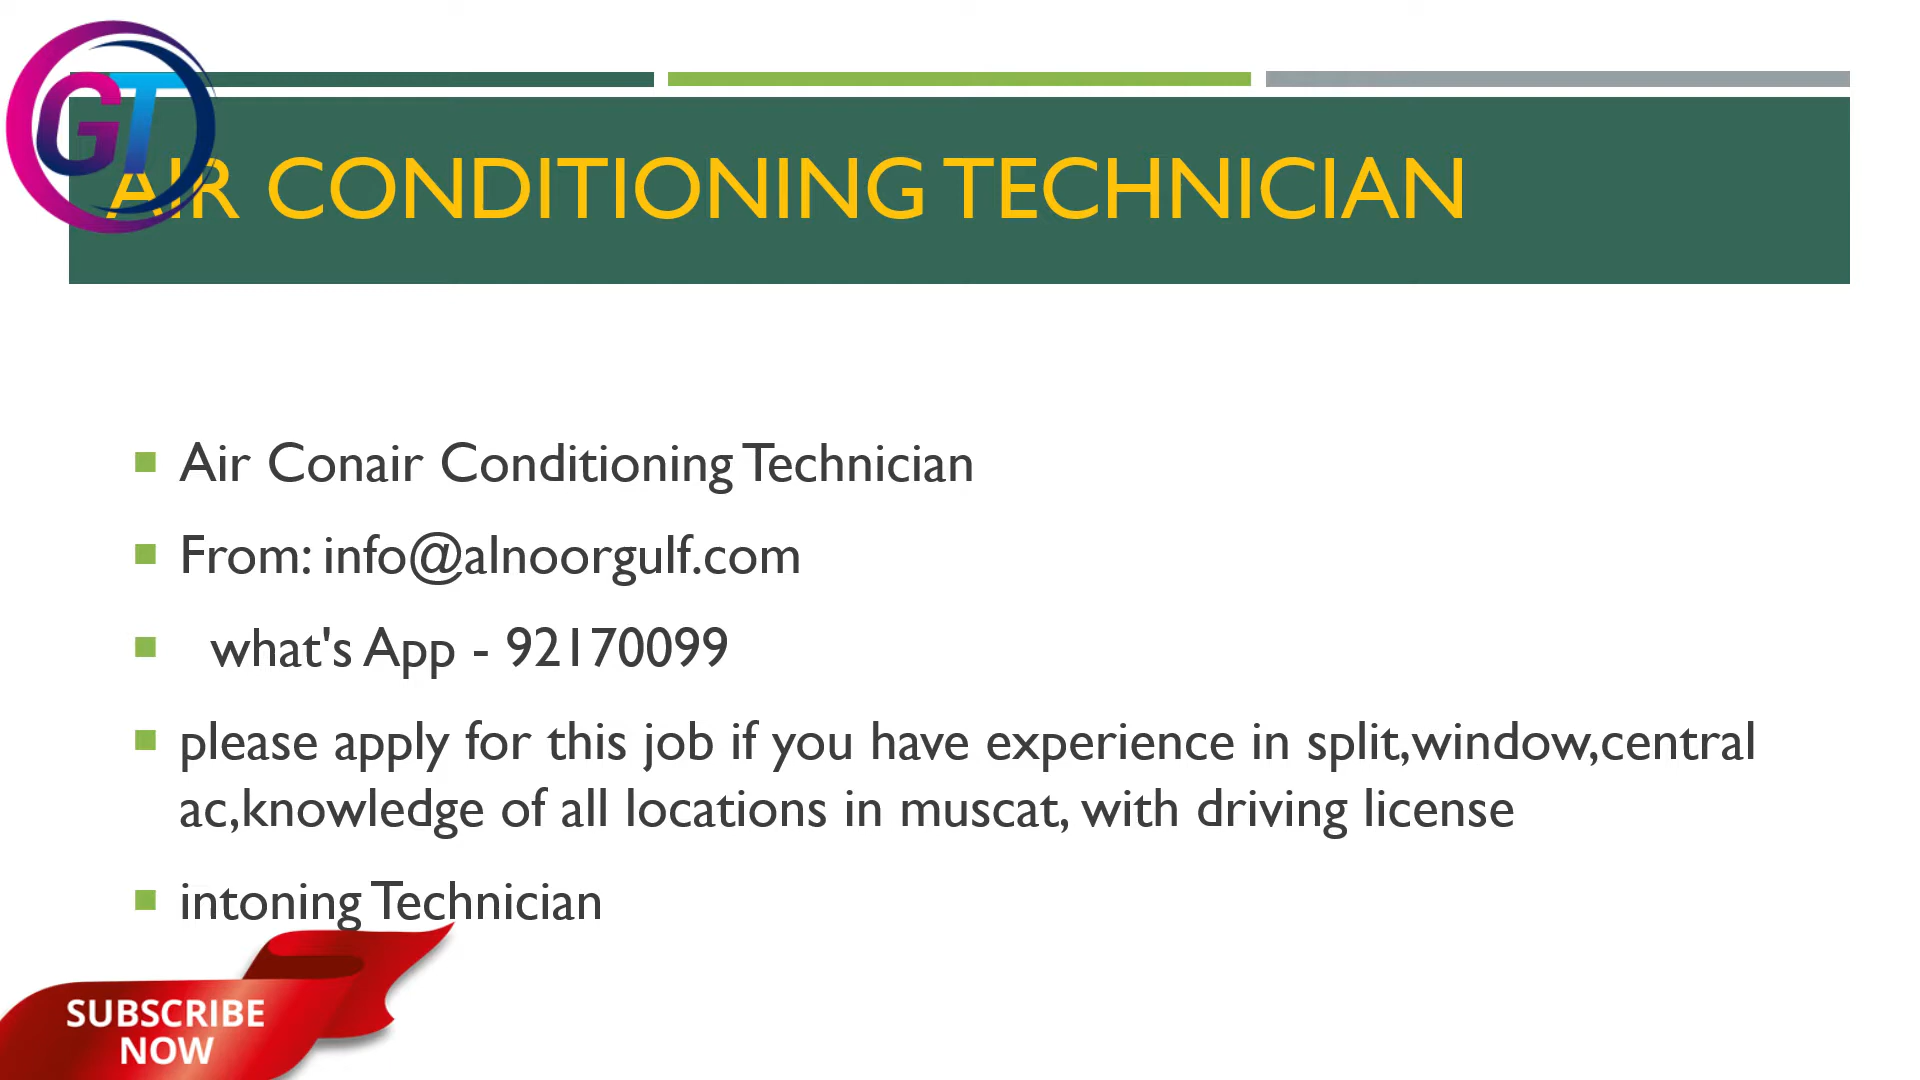 GT
AIR CONDITIONING TECHNICIAN
Air Conair Conditioning Technician
From: info@alnoorgulf.com
what's App - 92170099
please apply for this job if you have experience in split,window,central
ac,knowledge of all locations in muscat, with driving license
intoning Technician
SUBSCRIBE
NOW